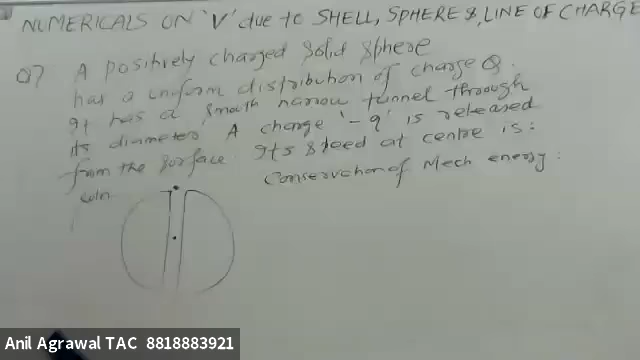 NUMERICALS ON 'V' due to SHELL, SPHERE &, LINE OF CHARGE
Q7 A positively charged solid sphere
has a uniform distribution of charge Q.
It has a smooth narrow tunnel through
its diameter. A charge '-q' is released
from the surface. Its speed at centre is:
Conservation of Mech energy:
Soln.
Anil Agrawal TAC 8818883921